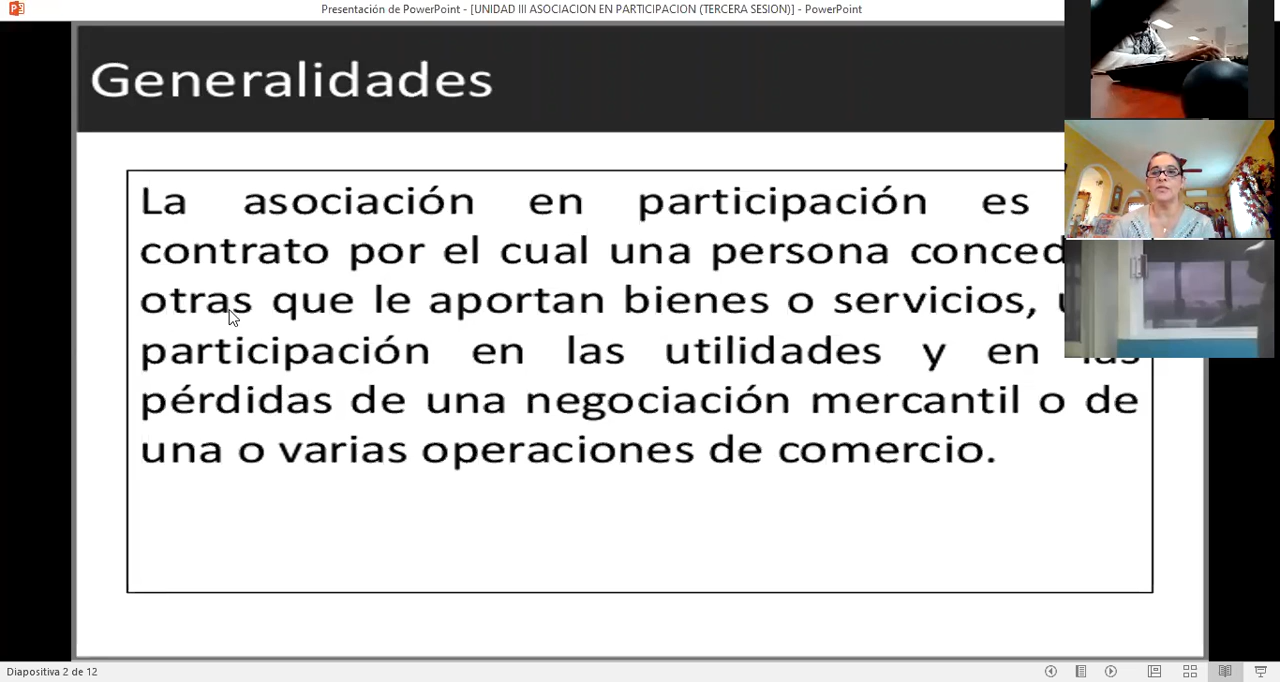 Presentación de PowerPoint - [UNIDAD III ASOCIACION EN PARTICIPACION (TERCERA SESION)] - PowerPoint
Generalidades
La asociación en participación es
contrato por el cual una persona
otras que le aportan bienes o servicios,
participación en las utilidades y en las
pérdidas de una negociación mercantil o de
una o varias operaciones de comercio.
Diapositiva 2 de 12